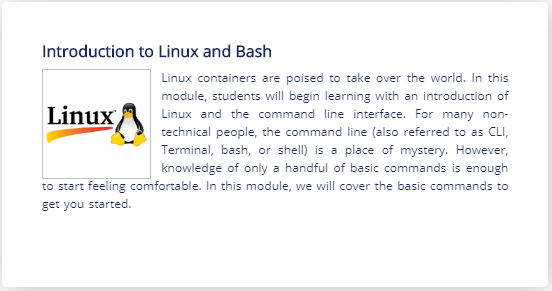 Introduction to Linux and Bash
Linux
Linux containers are poised to take over the world. In this
module, students will begin learning with an introduction of
Linux and the command line interface. For many non-
technical people, the command line (also referred to as CLI,
Terminal, bash, or shell) is a place of mystery. However,
knowledge of only a handful of basic commands is enough
to start feeling comfortable. In this module, we will cover the basic commands to
get you started.